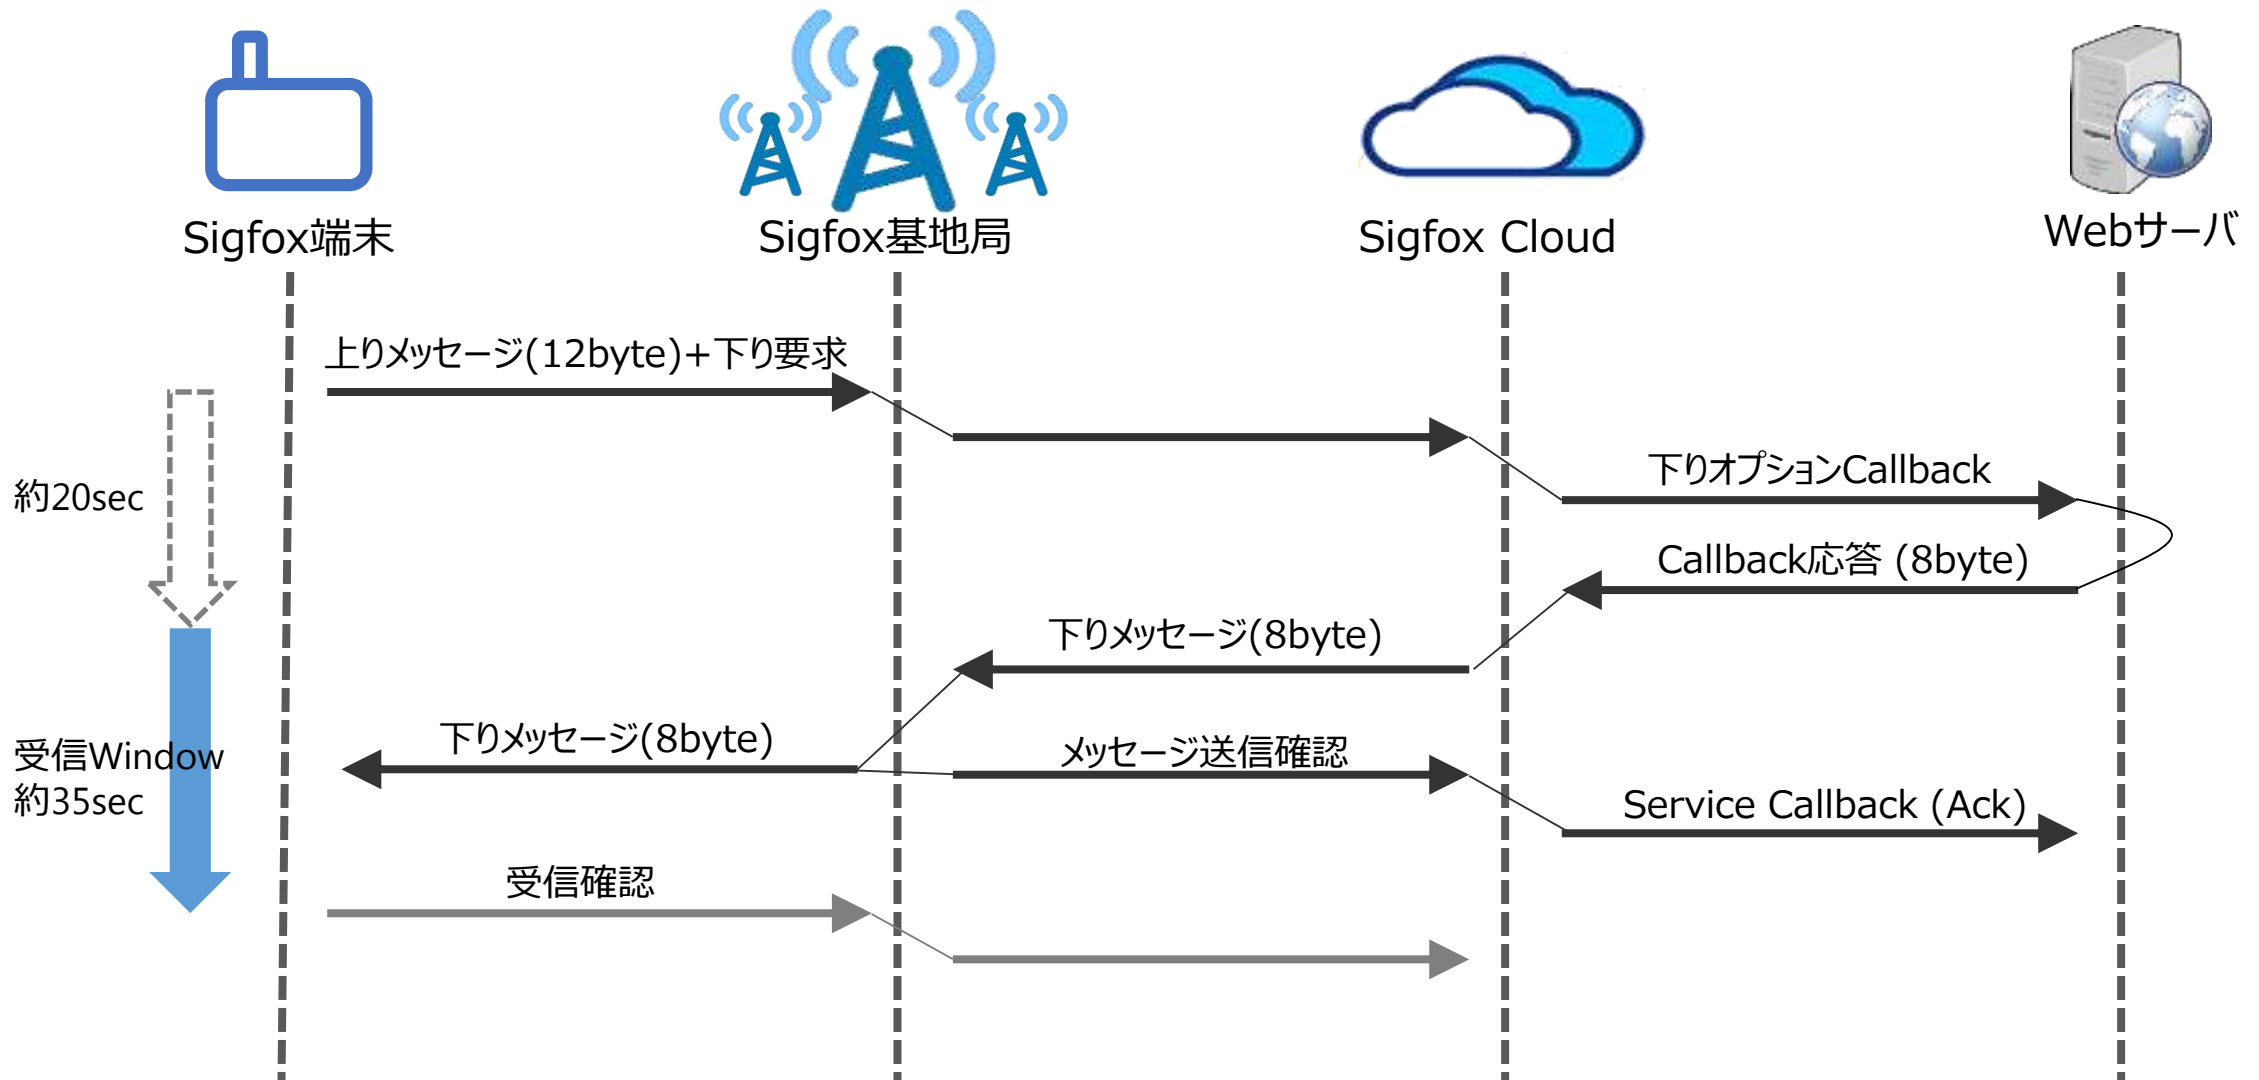 Sigfox端末
Sigfox基地局
Sigfox Cloud
Webサーバ
上りメッセージ(12byte)+下り要求
下りオプションCallback
約20sec
Callback応答 (8byte)
下りメッセージ(8byte)
下りメッセージ(8byte)
メッセージ送信確認
受信Window
約35sec
Service Callback (Ack)
受信確認